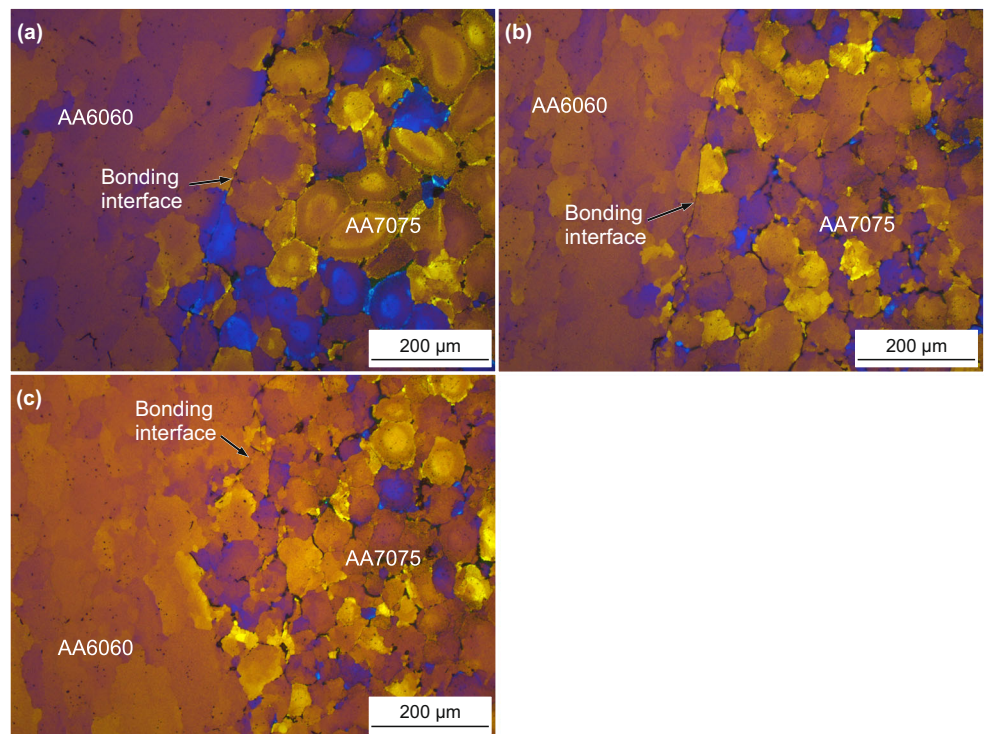 (a)
AA6060
Bonding
interface
AA7075
200 µm
(b)
AA6060
Bonding
interface
AA7075
200 µm
(c)
Bonding
interface
AA7075
AA6060
200 µm